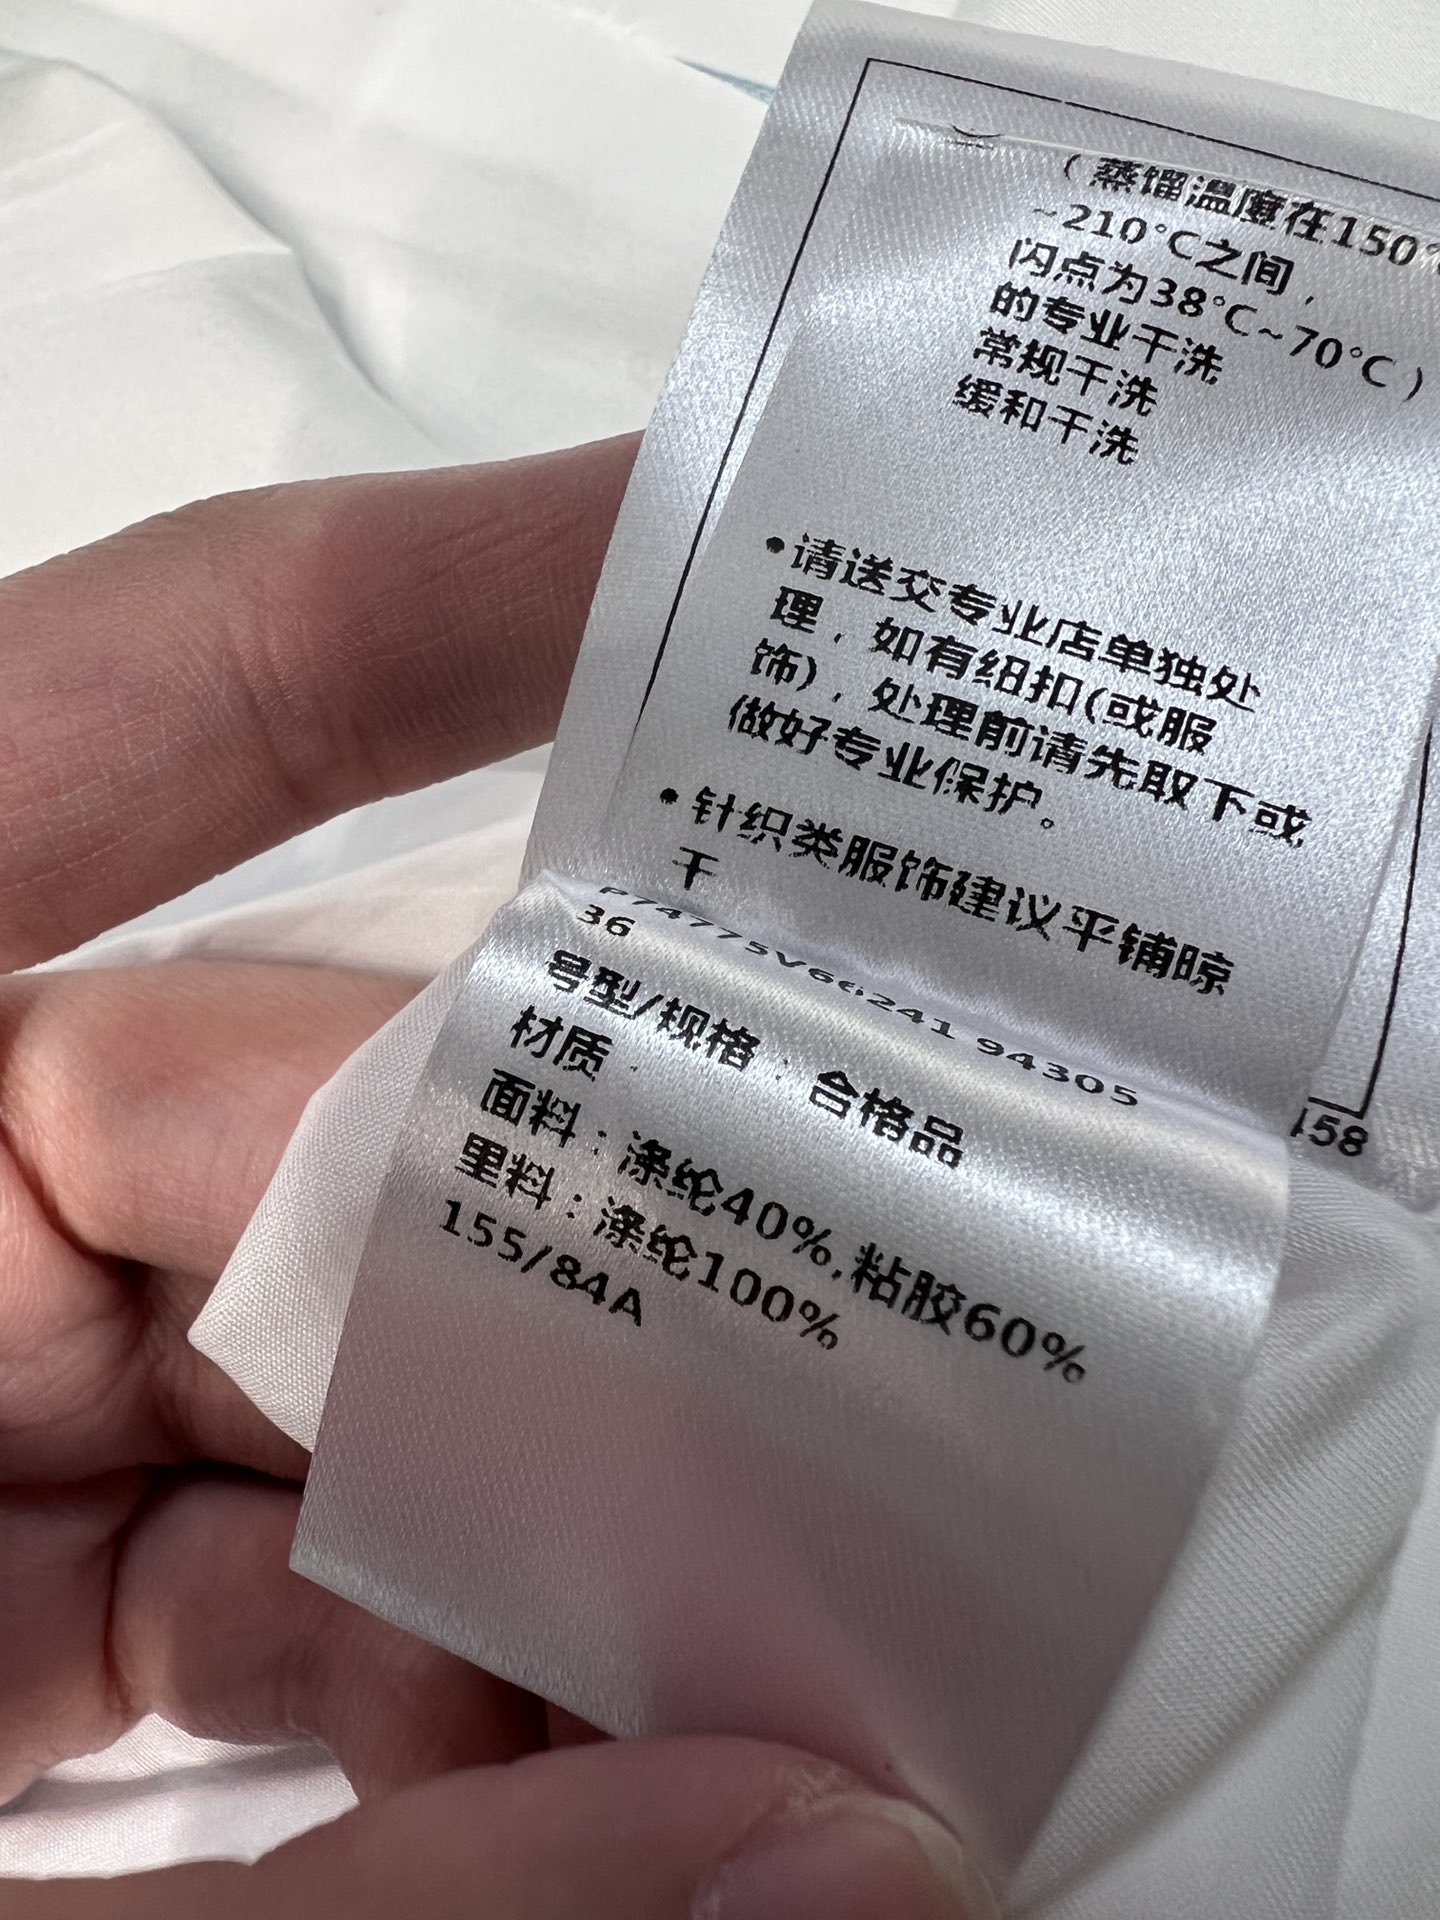 (蒸馏温度在150°C
~210°C之间,
闪点为38°C~70°C)
的专业干洗
常规干洗
缓和干洗
•请送交专业店单独处
理,如有纽扣(或服
饰),处理前请先取下或
做好专业保护。
•针织类服饰建议平铺晾
干
158
P74775V66241 94305
36
号型/规格:合格品
材质:
面料:涤纶40%,粘胶60%
里料:涤纶100%
155/84A